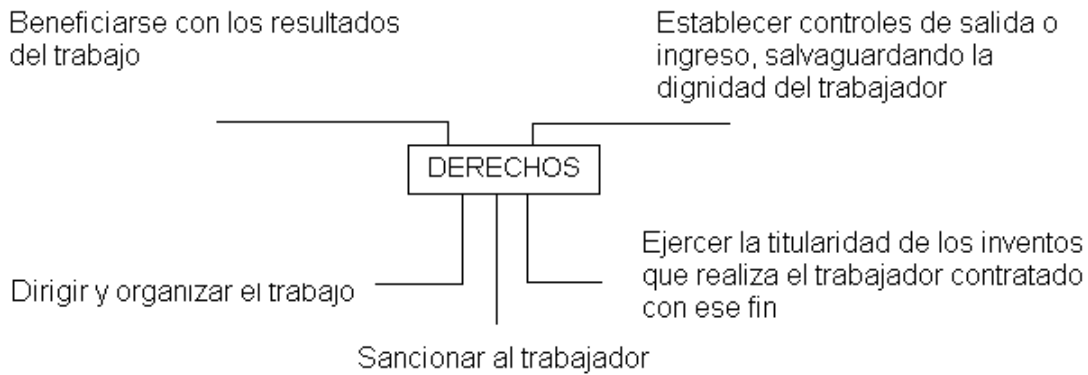 Beneficiarse con los resultados
del trabajo
Establecer controles de salida o
ingreso, salvaguardando la
dignidad del trabajador
DERECHOS
Dirigir y organizar el trabajo
Ejercer la titularidad de los inventos
que realiza el trabajador contratado
con ese fin
Sancionar al trabajador